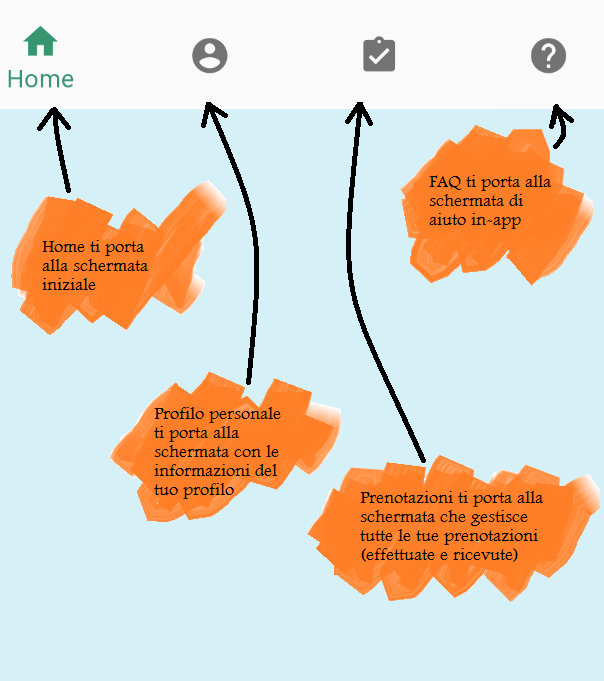 Home
FAQ ti porta alla
schermata di
aiuto in-app
Home ti porta
alla schermata
iniziale
Profilo personale
ti porta alla
schermata con le
informazioni del
tuo profilo
Prenotazioni ti porta alla
schermata che gestisce
tutte le tue prenotazioni
(effettuate e ricevute)